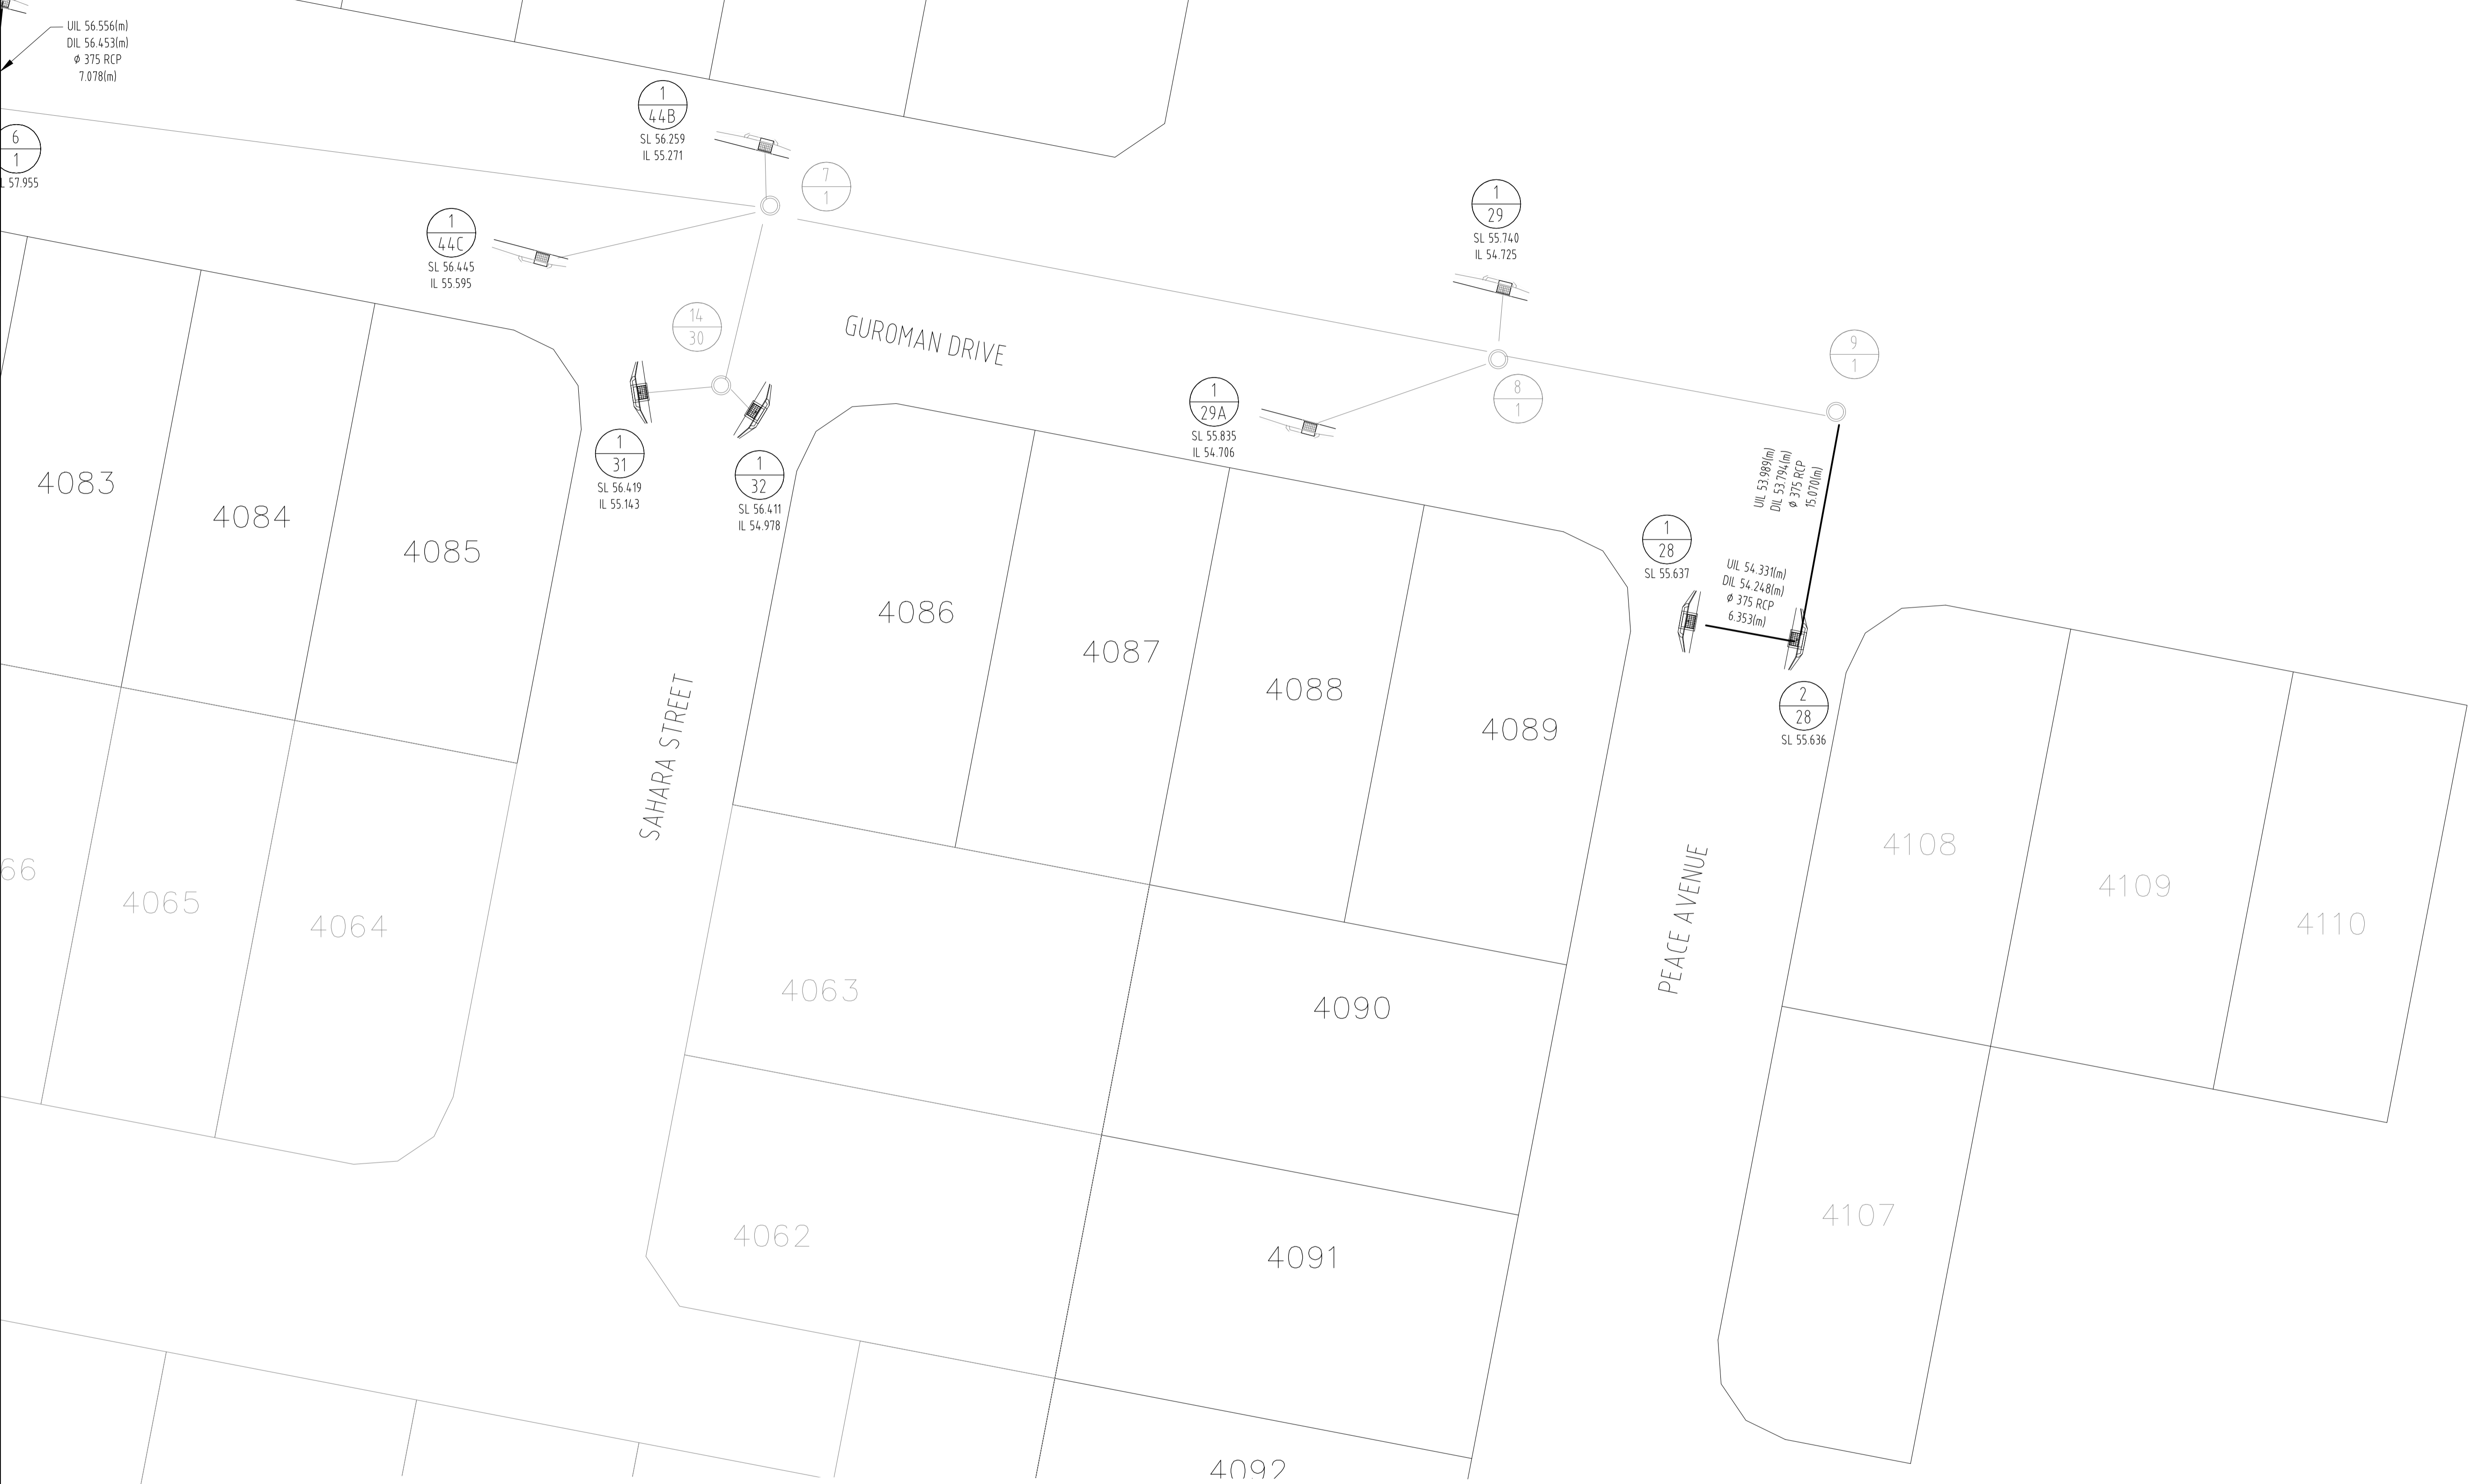 UIL 56.556(m)
DIL 56.453(m)
ϕ 375 RCP
7.078(m)
6
1
L 57.955
1
44B
SL 56.259
IL 55.271
7
1
1
44C
SL 56.445
IL 55.595
14
30
GUROMAN DRIVE
1
29
SL 55.740
IL 54.725
9
1
1
29A
SL 55.835
IL 54.706
8
1
1
31
SL 56.419
IL 55.143
1
32
SL 56.411
IL 54.978
UIL 53.989(m)
DIL 53.794(m)
ϕ 375 RCP
15.070(m)
1
28
SL 55.637
UIL 54.331(m)
DIL 54.248(m)
ϕ 375 RCP
6.353(m)
2
28
SL 55.636
4083
4084
4085
4086
4087
4088
4089
SAHARA STREET
PEACE AVENUE
66
4065
4064
4063
4090
4108
4109
4110
4062
4091
4107
4092